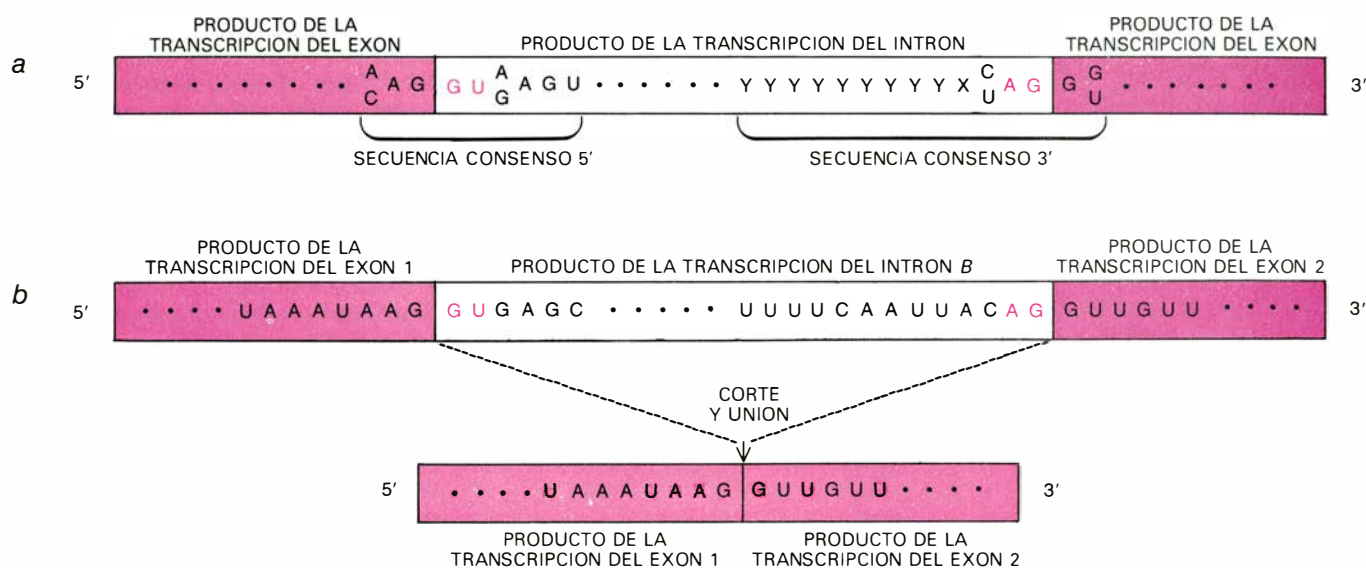 PRODUCTO DE LA
TRANSCRIPCION DEL EXON
PRODUCTO DE LA TRANSCRIPCION DEL INTRON
PRODUCTO DE LA
TRANSCRIPCION DEL EXON
a
5′ · · · · · · · · A/C A G G U A/G A G U · · · · · · Y Y Y Y Y Y Y Y Y X C/U A G G G/U · · · · · · · 3′
SECUENCIA CONSENSO 5′
SECUENCIA CONSENSO 3′
PRODUCTO DE LA
TRANSCRIPCION DEL EXON 1
PRODUCTO DE LA TRANSCRIPCION DEL INTRON B
PRODUCTO DE LA
TRANSCRIPCION DEL EXON 2
b
5′ · · · · U A A A U A A G G U G A G C · · · · · U U U U C A A U U A C A G G U U G U U · · · · 3′
CORTE
Y UNION
5′ · · · · U A A A U A A G G U U G U U · · · · 3′
PRODUCTO DE LA
TRANSCRIPCION DEL EXON 1
PRODUCTO DE LA
TRANSCRIPCION DEL EXON 2